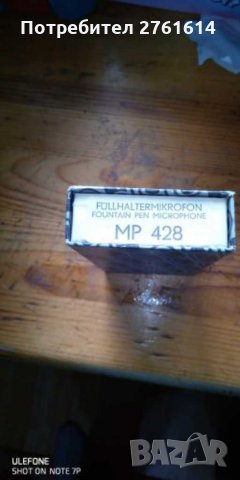 Потребител 2761614
FÜLLHALTERMIKROFON
FOUNTAIN PEN MICROPHONE
MP 428
ULEFONE
SHOT ON NOTE 7P
BAZAR